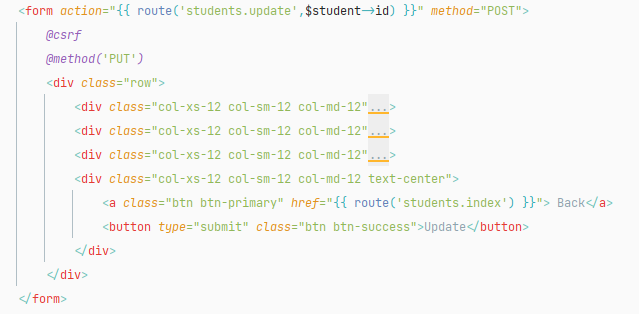 <form action="{{ route('students.update',$student->id) }}" method="POST">
@csrf
@method('PUT')
<div class="row">
<div class="col-xs-12 col-sm-12 col-md-12"...>
<div class="col-xs-12 col-sm-12 col-md-12"...>
<div class="col-xs-12 col-sm-12 col-md-12"...>
<div class="col-xs-12 col-sm-12 col-md-12 text-center">
<a class="btn btn-primary" href="{{ route('students.index') }}"> Back</a>
<button type="submit" class="btn btn-success">Update</button>
</div>
</div>
</form>